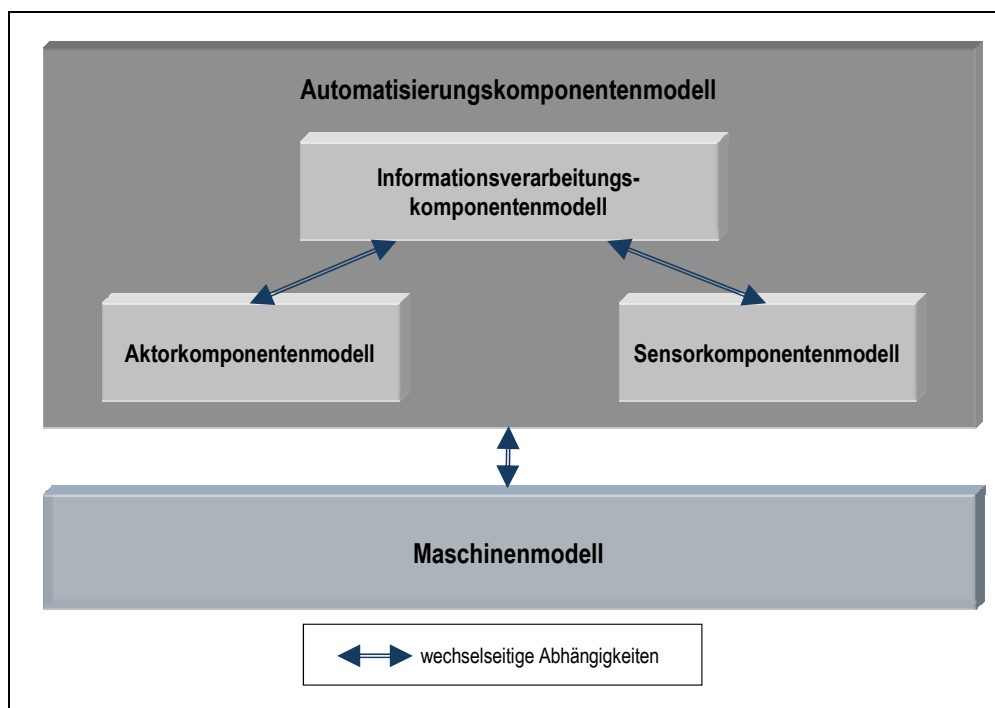 Automatisierungskomponentenmodell
Informationsverarbeitungs-
komponentenmodell
Aktorkomponentenmodell
Sensorkomponentenmodell
Maschinenmodell
wechselseitige Abhängigkeiten